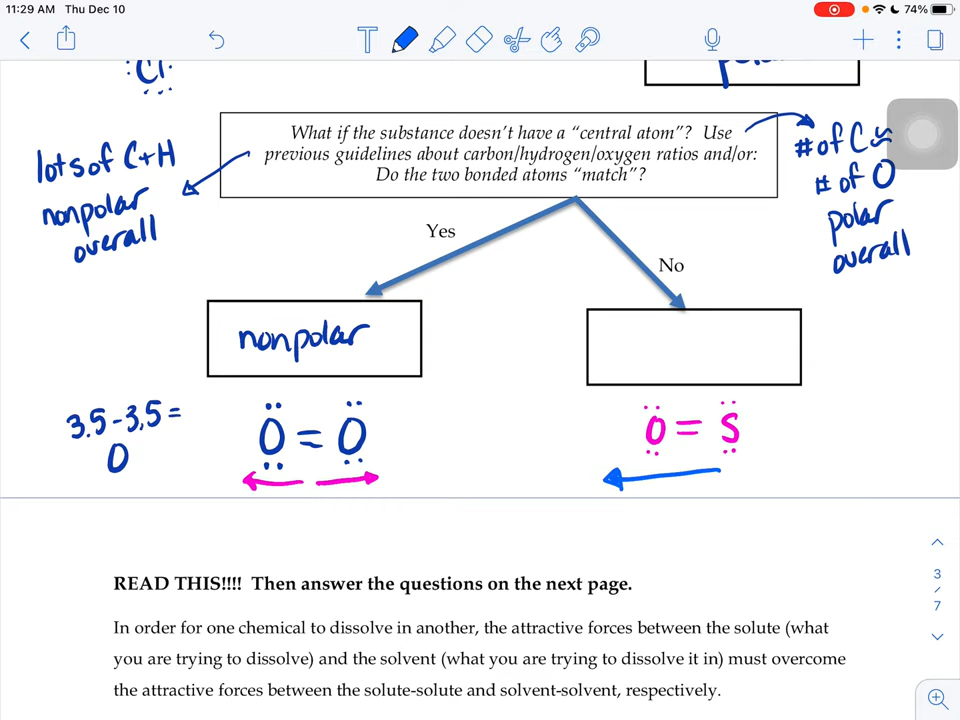 11:29 AM Thu Dec 10
74%
T
Cl
What if the substance doesn't have a "central atom"? Use
previous guidelines about carbon/hydrogen/oxygen ratios and/or:
Do the two bonded atoms "match"?
lots of C+H
nonpolar
overall
# of C ≈
# of O
polar
overall
Yes
No
nonpolar
3.5-3.5=
0
O = O
O = S
READ THIS!!!! Then answer the questions on the next page.
In order for one chemical to dissolve in another, the attractive forces between the solute (what
you are trying to dissolve) and the solvent (what you are trying to dissolve it in) must overcome
the attractive forces between the solute-solute and solvent-solvent, respectively.
3
/
7